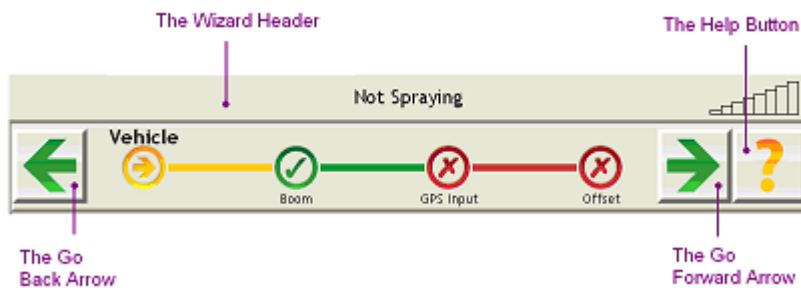 The Wizard Header
The Help Button
Not Spraying
Vehicle
Boom
GPS Input
Offset
The Go
Back Arrow
The Go
Forward Arrow